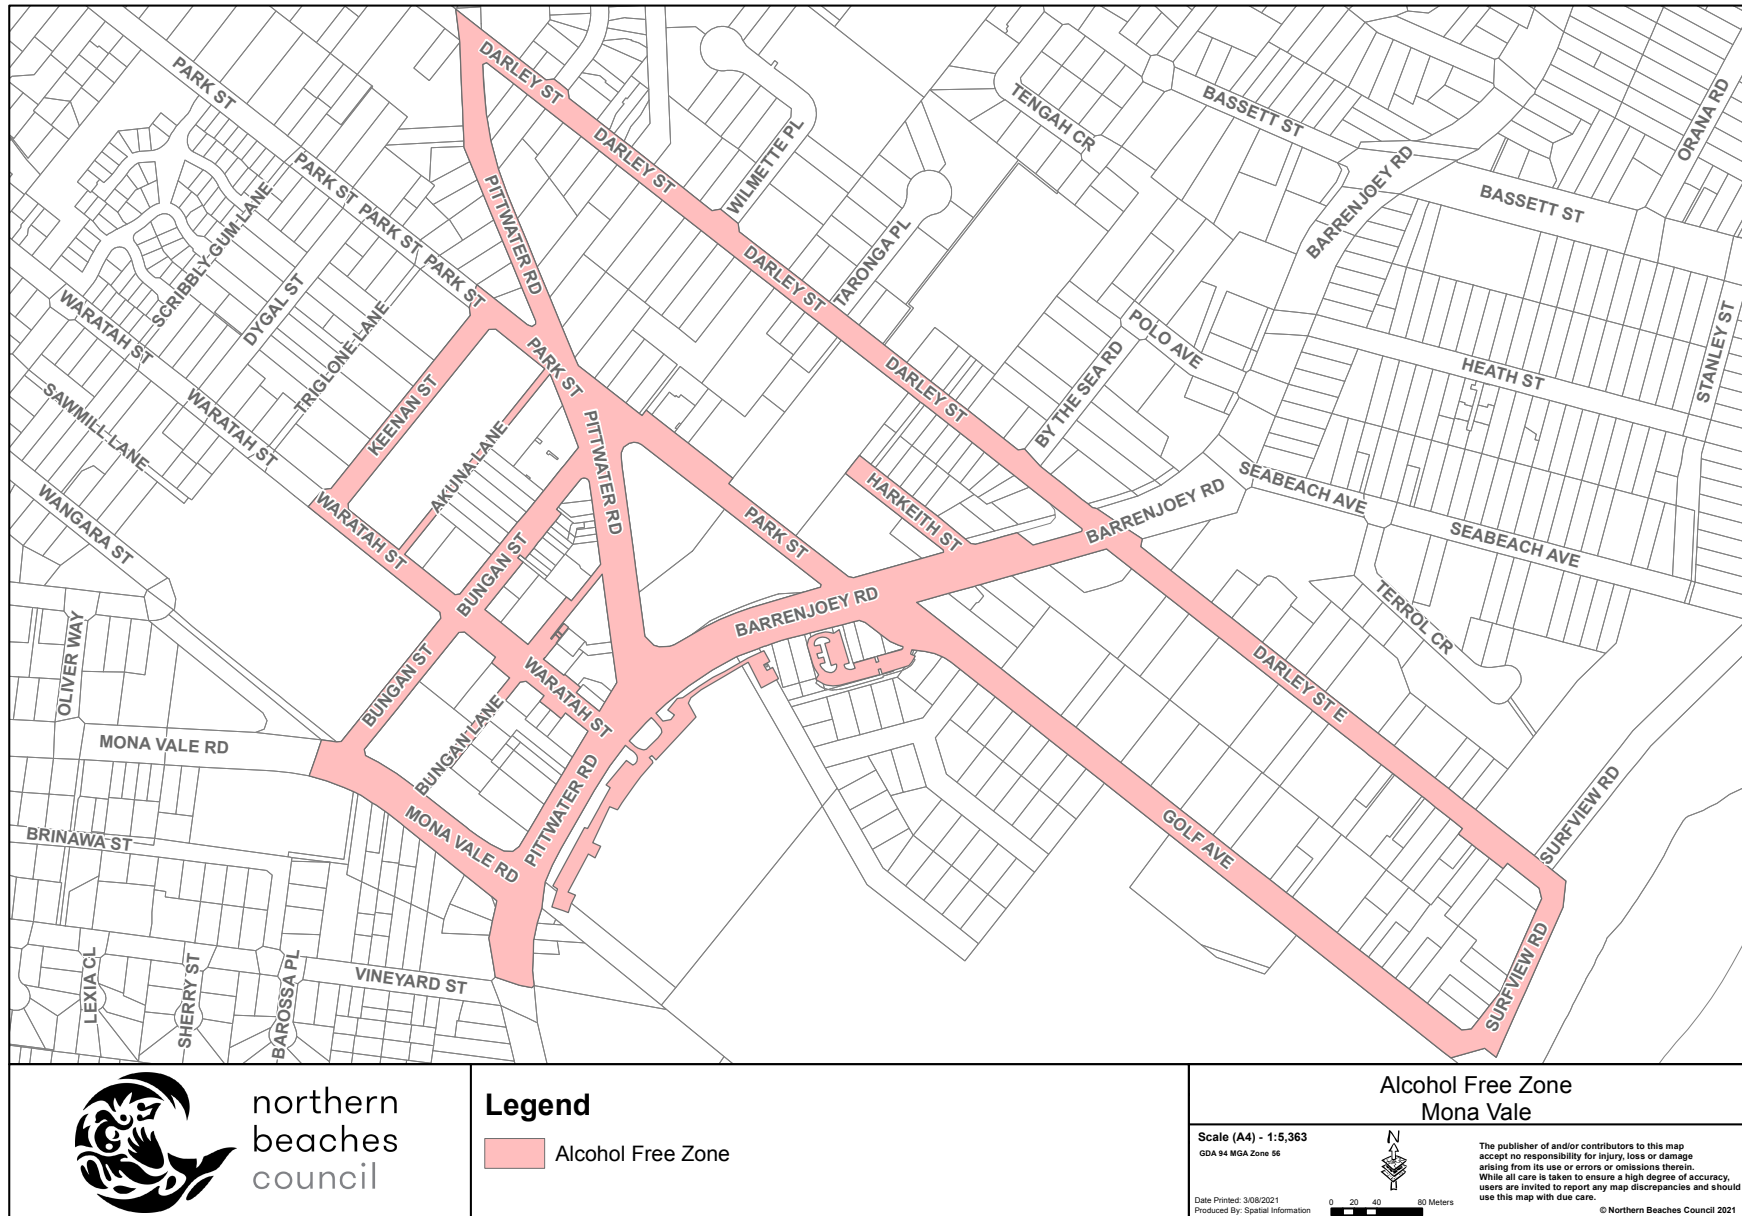 PARK ST
DARLEY ST
WILMETTE PL
TENGAH CR
BASSETT ST
ORANA RD
PARK ST
PARK ST
PARK ST
PITTWATER RD
DARLEY ST
BARRENJOEY RD
BASSETT ST
SCRIBBLY GUM LANE
DYGAL ST
TRIGLONE LANE
DARLEY ST
TARONGA PL
WARATAH ST
PARK ST
POLO AVE
HEATH ST
STANLEY ST
SAWMILL LANE
WARATAH ST
KEENAN ST
AKUNA LANE
PITTWATER RD
DARLEY ST
BY THE SEA RD
WANGARA ST
WARATAH ST
BUNGAN ST
PARK ST
HARKEITH ST
BARRENJOEY RD
SEABEACH AVE
SEABEACH AVE
OLIVER WAY
BARRENJOEY RD
TERROL CR
BUNGAN ST
WARATAH ST
DARLEY ST E
MONA VALE RD
BUNGAN LANE
PITTWATER RD
MONA VALE RD
GOLF AVE
SURFVIEW RD
BRINAWA ST
LEXIA CL
SHERRY ST
BAROSSA PL
VINEYARD ST
SURFVIEW RD
northern
beaches
council
Legend
Alcohol Free Zone
Alcohol Free Zone
Mona Vale
Scale (A4) - 1:5,363
GDA 94 MGA Zone 56
N
Date Printed: 3/08/2021
Produced By: Spatial Information
0 20 40 80 Meters
The publisher of and/or contributors to this map
accept no responsibility for injury, loss or damage
arising from its use or errors or omissions therein.
While all care is taken to ensure a high degree of accuracy,
users are invited to report any map discrepancies and should
use this map with due care.
© Northern Beaches Council 2021